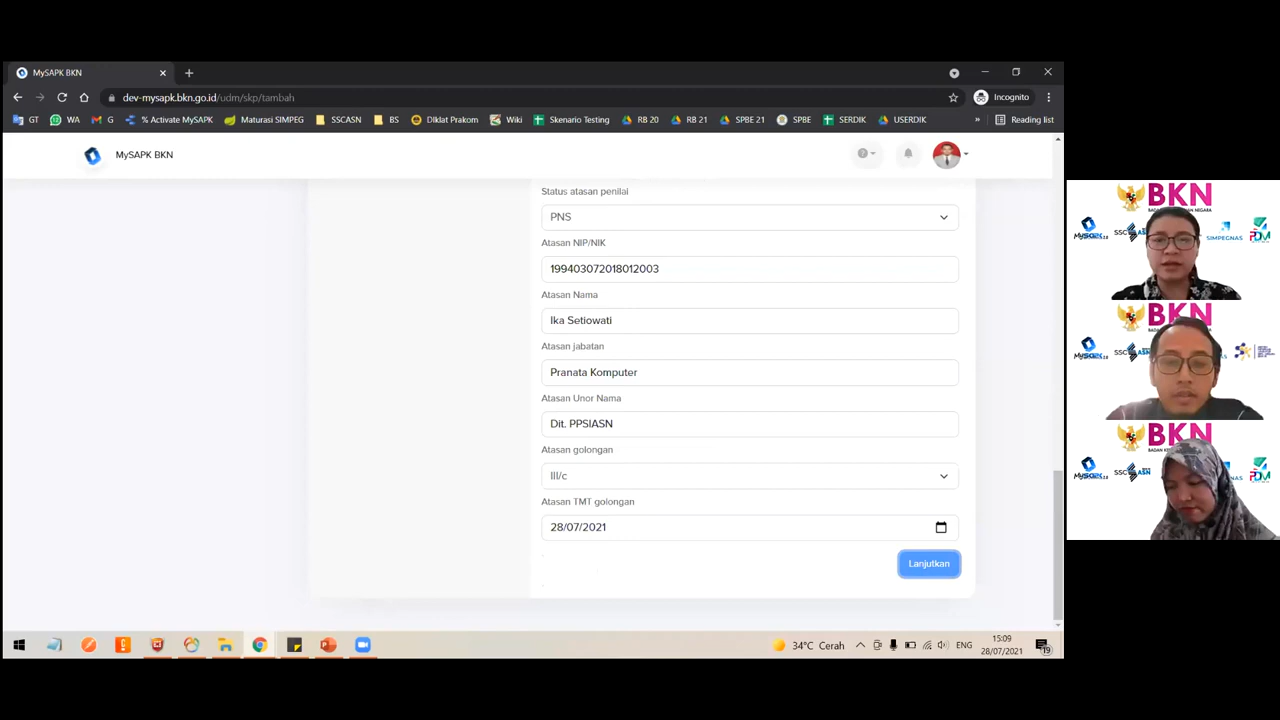 MySAPK BKN
dev-mysapk.bkn.go.id/udm/skp/tambah
Incognito
GT
WA
G
% Activate MySAPK
Maturasi SIMPEG
SSCASN
BS
DIklat Prakom
Wiki
Skenario Testing
RB 20
RB 21
SPBE 21
SPBE
SERDIK
USERDIK
»
Reading list
MySAPK BKN
Status atasan penilai
PNS
Atasan NIP/NIK
199403072018012003
Atasan Nama
Ika Setiowati
Atasan jabatan
Pranata Komputer
Atasan Unor Nama
Dit. PPSIASN
Atasan golongan
III/c
Atasan TMT golongan
28/07/2021
Lanjutkan
34°C Cerah
ENG
15:09
28/07/2021
19
BKN
SIMPEGNAS
BKN
BKN